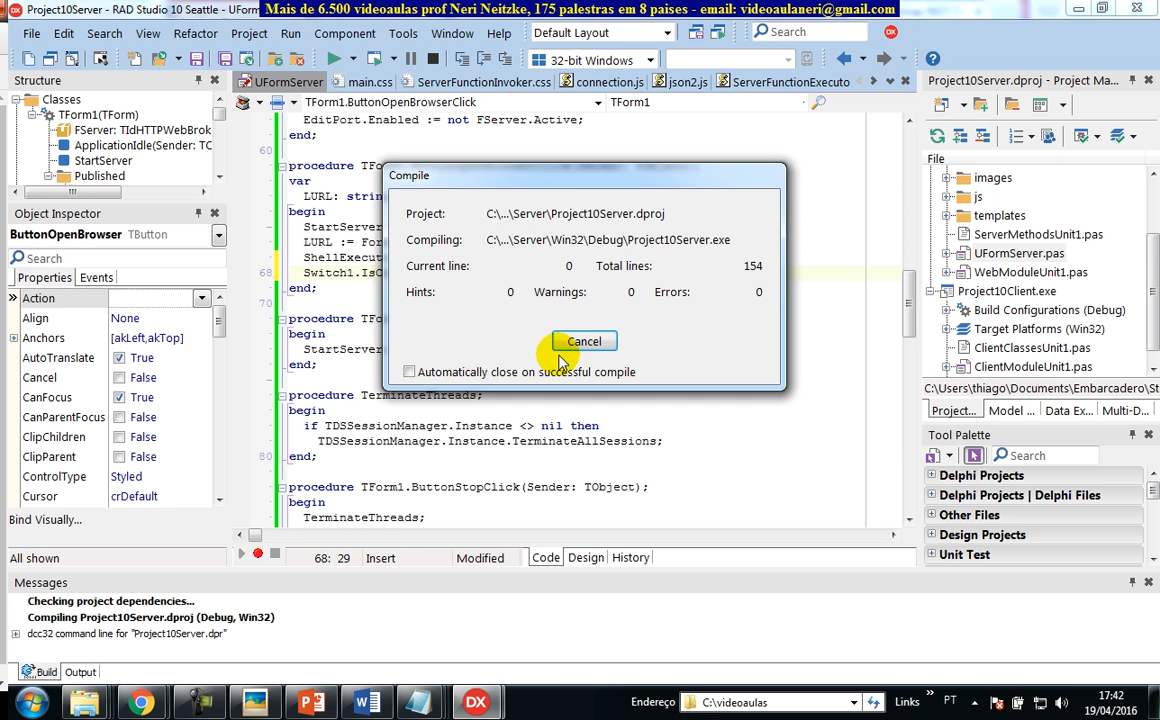 Project10Server - RAD Studio 10 Seattle - UForm
Mais de 6.500 videoaulas prof Neri Neitzke, 175 palestras em 8 paises - email: videoaulaneri@gmail.com
File Edit Search View Refactor Project Run Component Tools Window Help
Default Layout
Search
32-bit Windows
Structure
Classes
TForm1(TForm)
FServer: TIdHTTPWebBrok
ApplicationIdle(Sender: TC
StartServer
Published
Object Inspector
ButtonOpenBrowser TButton
Search
Properties Events
Action
Align None
Anchors [akLeft,akTop]
AutoTranslate True
Cancel False
CanFocus True
CanParentFocus False
ClipChildren False
ClipParent False
ControlType Styled
Cursor crDefault
Bind Visually...
All shown
UFormServer main.css ServerFunctionInvoker.css connection.js json2.js ServerFunctionExecuto
TForm1.ButtonOpenBrowserClick TForm1
EditPort.Enabled := not FServer.Active;
end;
60
procedure TF
var
LURL: strin
begin
StartServer
LURL := For
ShellExecut
68 Switch1.IsC
end;
70
procedure TFo
begin
StartServer
end;
procedure TerminateThreads;
begin
if TDSSessionManager.Instance <> nil then
TDSSessionManager.Instance.TerminateAllSessions;
80 end;
procedure TForm1.ButtonStopClick(Sender: TObject);
begin
TerminateThreads;
68: 29 Insert Modified Code Design History
Compile
Project: C:\...\Server\Project10Server.dproj
Compiling: C:\...\Server\Win32\Debug\Project10Server.exe
Current line: 0 Total lines: 154
Hints: 0 Warnings: 0 Errors: 0
Cancel
Automatically close on successful compile
Project10Server.dproj - Project Ma...
File
images
js
templates
ServerMethodsUnit1.pas
UFormServer.pas
WebModuleUnit1.pas
Project10Client.exe
Build Configurations (Debug)
Target Platforms (Win32)
ClientClassesUnit1.pas
ClientModuleUnit1.pas
C:\Users\thiago\Documents\Embarcadero\St
Project... Model ... Data Ex... Multi-D...
Tool Palette
Search
Delphi Projects
Delphi Projects | Delphi Files
Other Files
Design Projects
Unit Test
Messages
Checking project dependencies...
Compiling Project10Server.dproj (Debug, Win32)
dcc32 command line for "Project10Server.dpr"
Build Output
Endereço C:\videoaulas Links PT 17:42
19/04/2016